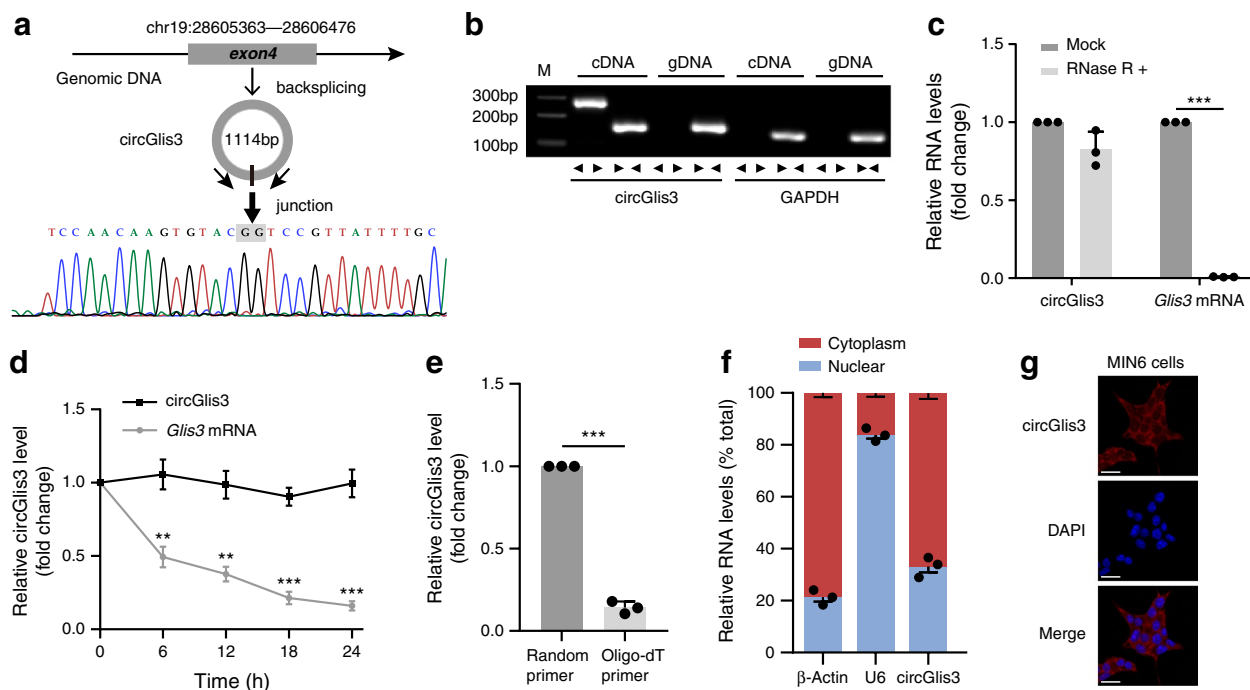 a
chr19:28605363—28606476
exon4
Genomic DNA
backsplicing
circGlis3
1114bp
junction
TCCAACAAGTGTACGGTCCGTTATTTTGC
b
M
cDNA gDNA cDNA gDNA
300bp
200bp
100bp
circGlis3 GAPDH
c
Relative RNA levels
(fold change)
1.5
1.0
0.5
0.0
Mock
RNase R +
***
circGlis3 Glis3 mRNA
d
Relative circGlis3 level
(fold change)
1.5
1.0
0.5
0.0
circGlis3
Glis3 mRNA
** ** *** ***
0 6 12 18 24
Time (h)
e
Relative circGlis3 level
(fold change)
1.5
1.0
0.5
0.0
***
Random
primer
Oligo-dT
primer
f
Cytoplasm
Nuclear
Relative RNA levels (% total)
100
80
60
40
20
0
β-Actin U6 circGlis3
g
MIN6 cells
circGlis3
DAPI
Merge